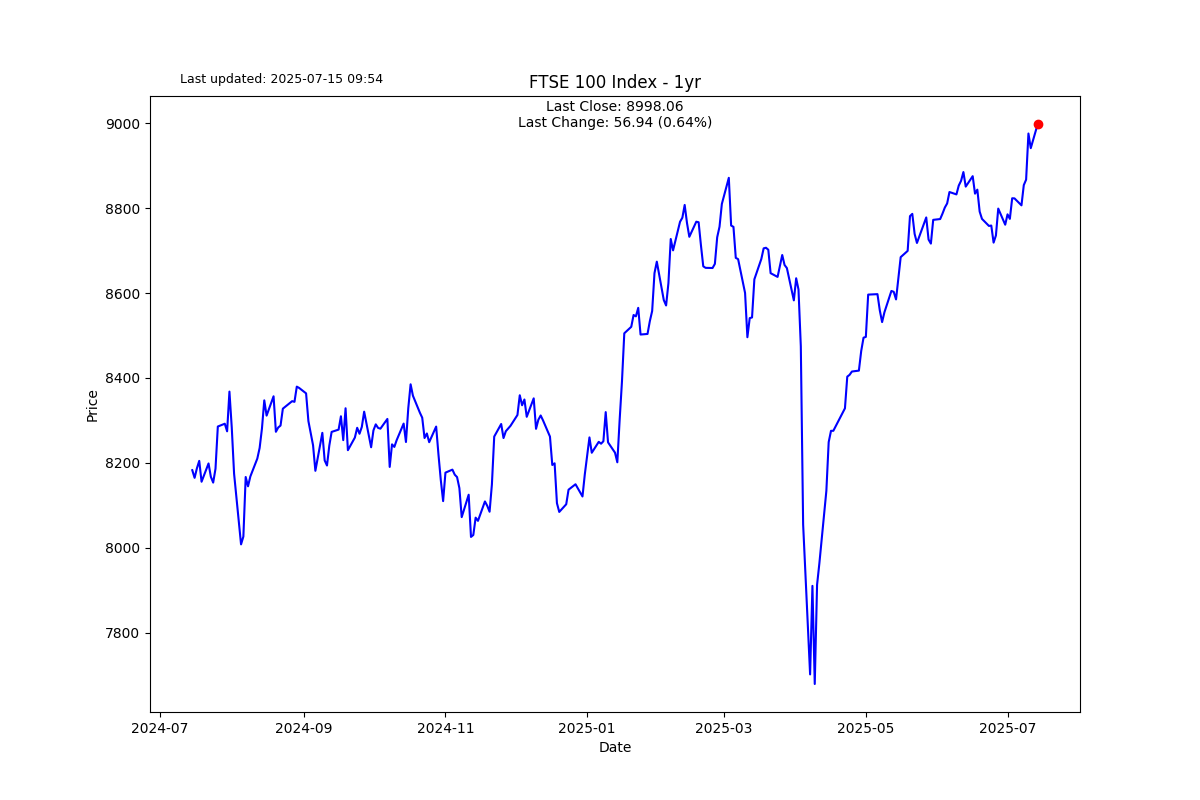 Last updated: 2025-07-15 09:54
FTSE 100 Index - 1yr
Last Close: 8998.06
Last Change: 56.94 (0.64%)
9000
8800
8600
8400
8200
8000
7800
Price
2024-07
2024-09
2024-11
2025-01
2025-03
2025-05
2025-07
Date